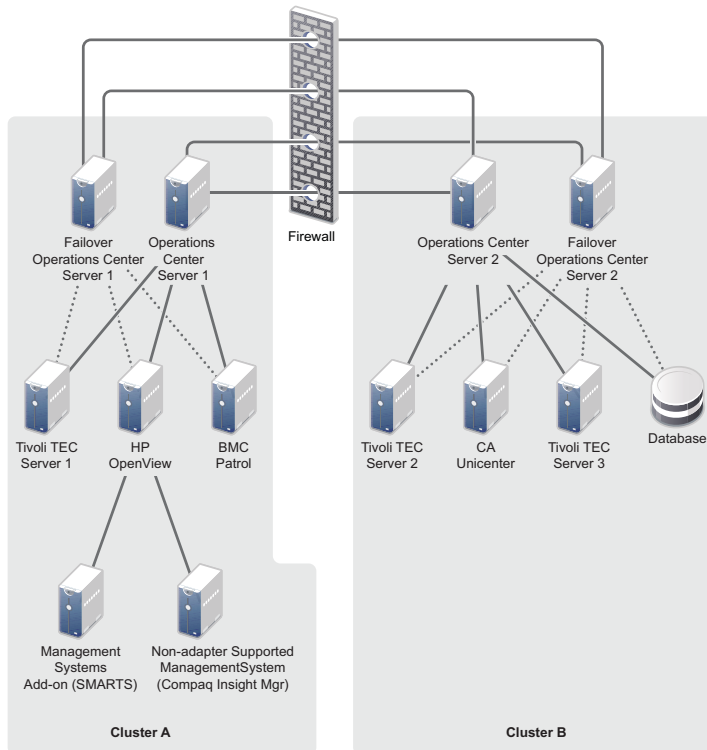 Firewall
Failover
Operations Center
Server 1
Operations
Center
Server 1
Operations Center
Server 2
Failover
Operations Center
Server 2
Tivoli TEC
Server 1
HP
OpenView
BMC
Patrol
Tivoli TEC
Server 2
CA
Unicenter
Tivoli TEC
Server 3
Database
Management
Systems
Add-on (SMARTS)
Non-adapter Supported
ManagementSystem
(Compaq Insight Mgr)
Cluster A
Cluster B